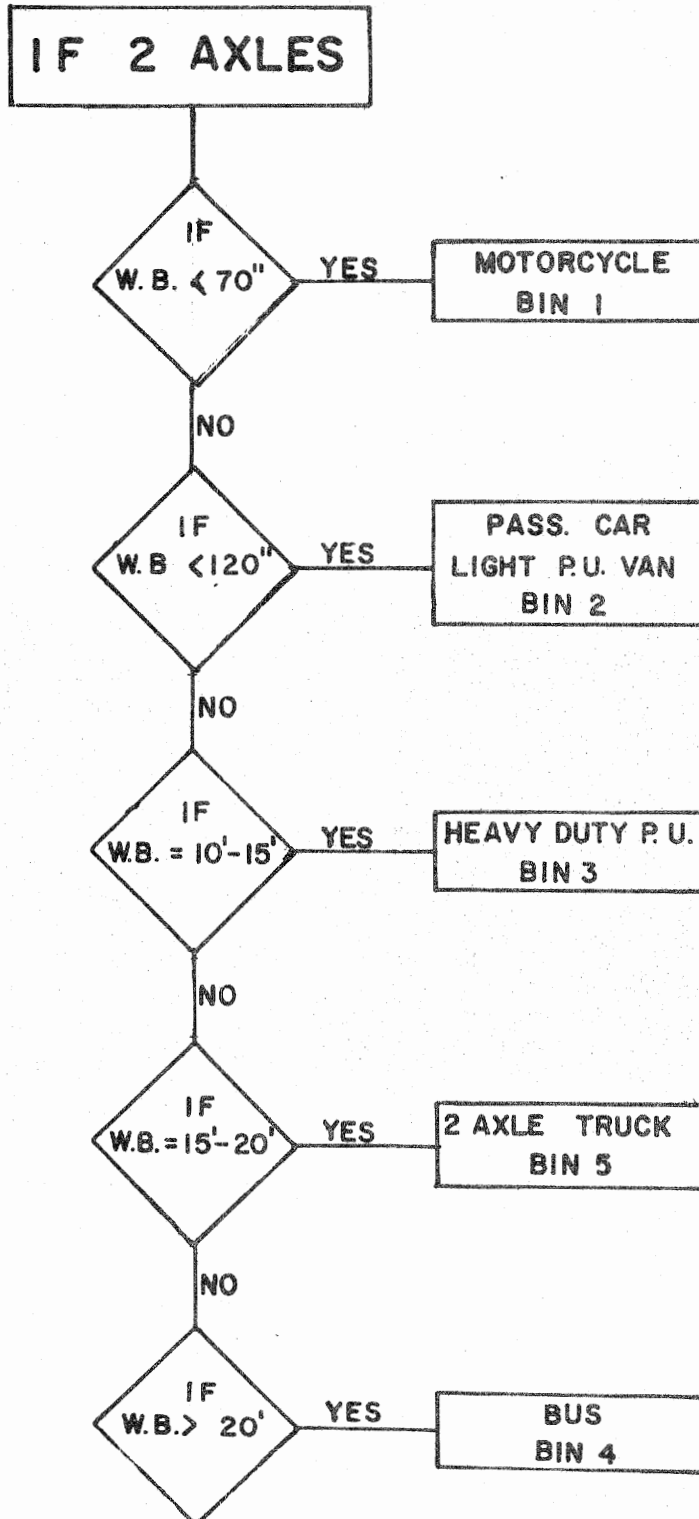 IF 2 AXLES
IF
W. B. < 70"
YES
MOTORCYCLE
BIN 1
NO
IF
W. B < 120"
YES
PASS. CAR
LIGHT P.U. VAN
BIN 2
NO
IF
W.B. = 10'-15'
YES
HEAVY DUTY P.U.
BIN 3
NO
IF
W.B. = 15'-20'
YES
2 AXLE TRUCK
BIN 5
NO
IF
W.B. > 20'
YES
BUS
BIN 4